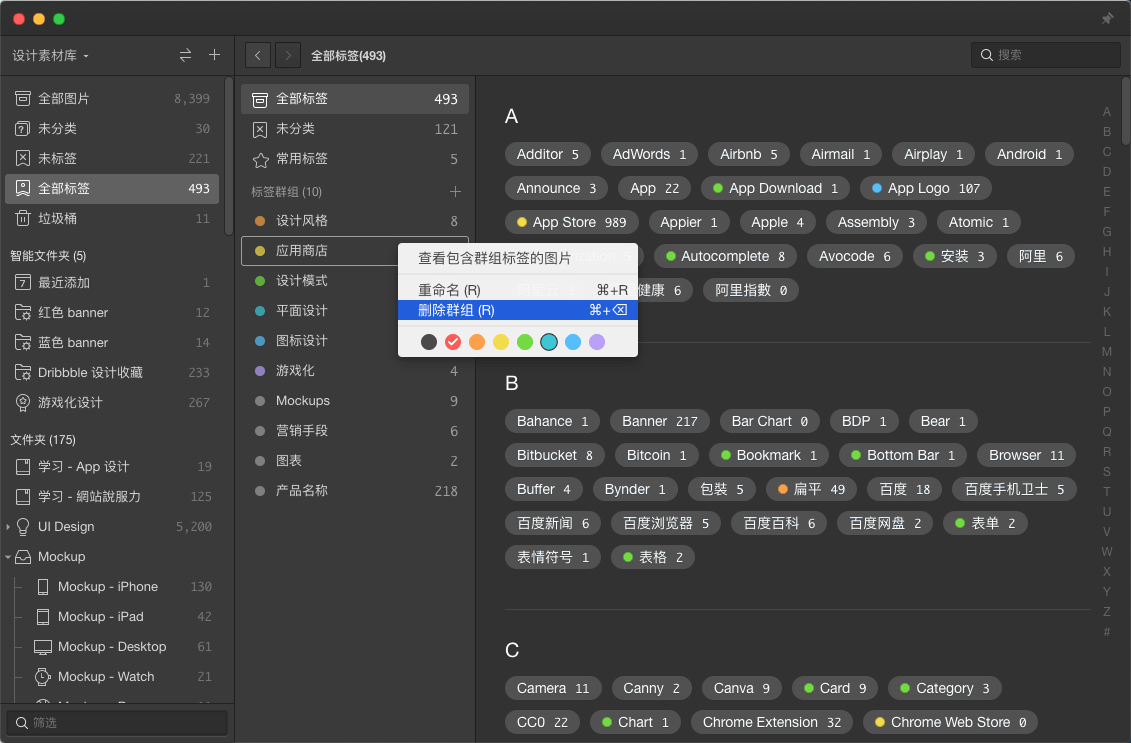 设计素材库
全部标签(493)
搜索
全部图片 8,399
未分类 30
未标签 221
全部标签 493
垃圾桶 11
智能文件夹 (5)
最近添加 1
红色 banner 12
蓝色 banner 14
Dribbble 设计收藏 233
游戏化设计 267
文件夹 (175)
学习 - App 设计 19
学习 - 網站說服力 125
UI Design 5,200
Mockup
Mockup - iPhone 130
Mockup - iPad 42
Mockup - Desktop 61
Mockup - Watch 21
筛选
全部标签 493
未分类 121
常用标签 5
标签群组 (10)
设计风格 8
应用商店
设计模式
平面设计
图标设计
游戏化 4
Mockups 9
营销手段 6
图表 2
产品名称 218
查看包含群组标签的图片
重命名 (R) ⌘+R
删除群组 (R) ⌘+⌫
A
Additor 5 AdWords 1 Airbnb 5 Airmail 1 Airplay 1 Android 1
Announce 3 App 22 App Download 1 App Logo 107
App Store 989 Appier 1 Apple 4 Assembly 3 Atomic 1
Autocomplete 8 Avocode 6 安装 3 阿里 6
健康 6 阿里指數 0
B
Bahance 1 Banner 217 Bar Chart 0 BDP 1 Bear 1
Bitbucket 8 Bitcoin 1 Bookmark 1 Bottom Bar 1 Browser 11
Buffer 4 Bynder 1 包裝 5 扁平 49 百度 18 百度手机卫士 5
百度新闻 6 百度浏览器 5 百度百科 6 百度网盘 2 表单 2
表情符号 1 表格 2
C
Camera 11 Canny 2 Canva 9 Card 9 Category 3
CC0 22 Chart 1 Chrome Extension 32 Chrome Web Store 0
A
B
C
D
E
F
G
H
I
J
K
L
M
N
O
P
Q
R
S
T
U
V
W
X
Y
Z
#